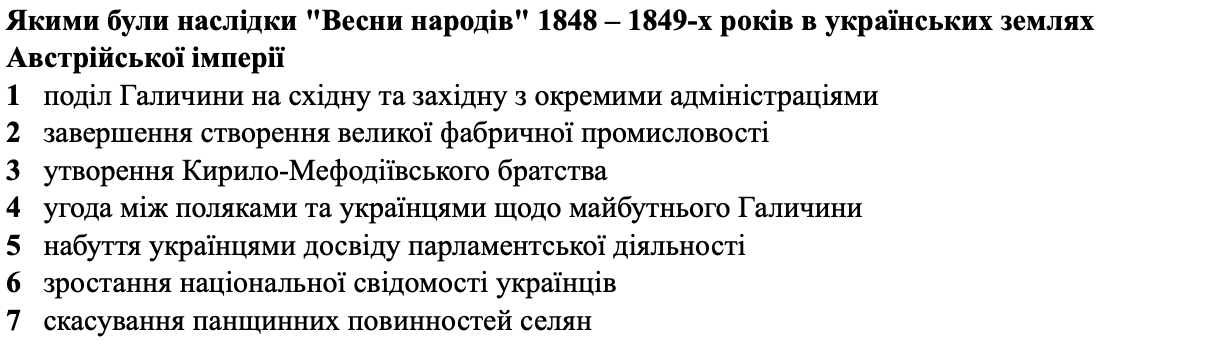 Якими були наслідки "Весни народів" 1848 – 1849-х років в українських землях
Австрійської імперії
1 поділ Галичини на східну та західну з окремими адміністраціями
2 завершення створення великої фабричної промисловості
3 утворення Кирило-Мефодіївського братства
4 угода між поляками та українцями щодо майбутнього Галичини
5 набуття українцями досвіду парламентської діяльності
6 зростання національної свідомості українців
7 скасування панщинних повинностей селян